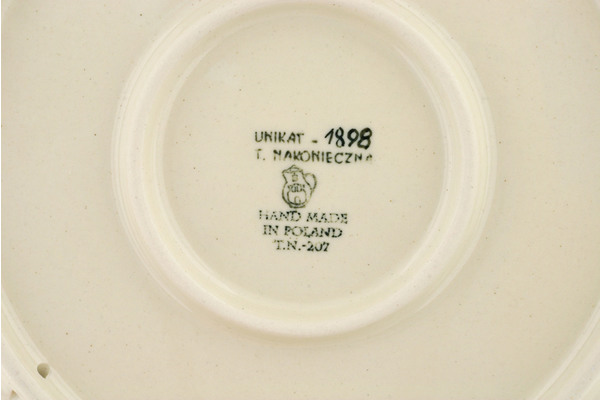 UNIKAT - 1898
T. NAKONIECZNA
HAND MADE
IN POLAND
T.N.-207